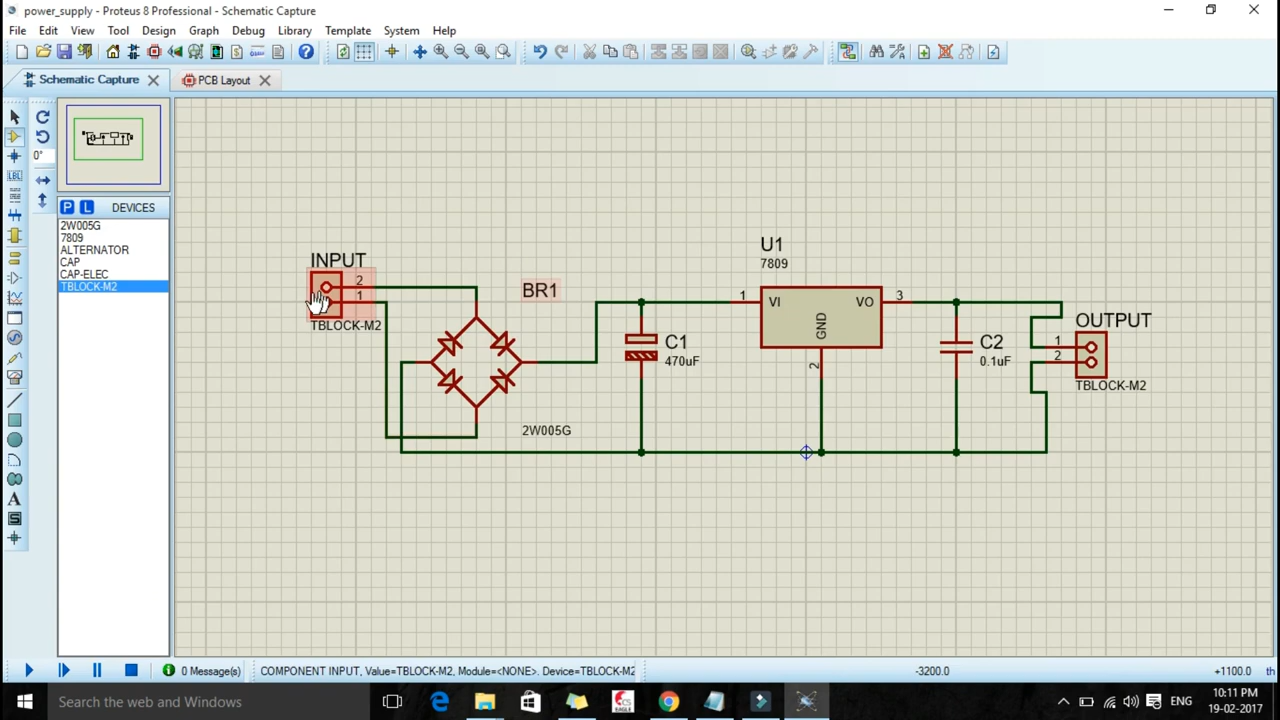 power_supply - Proteus 8 Professional - Schematic Capture
File Edit View Tool Design Graph Debug Library Template System Help
Schematic Capture PCB Layout
0°
LBL
P L DEVICES
2W005G
7809
ALTERNATOR
CAP
CAP-ELEC
TBLOCK-M2
A
S
INPUT
2
1
TBLOCK-M2
BR1
2W005G
C1
470uF
U1
7809
1 VI VO 3
GND
2
C2
0.1uF
OUTPUT
1
2
TBLOCK-M2
0 Message(s) COMPONENT INPUT, Value=TBLOCK-M2, Module=<NONE>. Device=TBLOCK-M2 -3200.0 +1100.0 th
Search the web and Windows
EAGLE
ENG
10:11 PM
19-02-2017